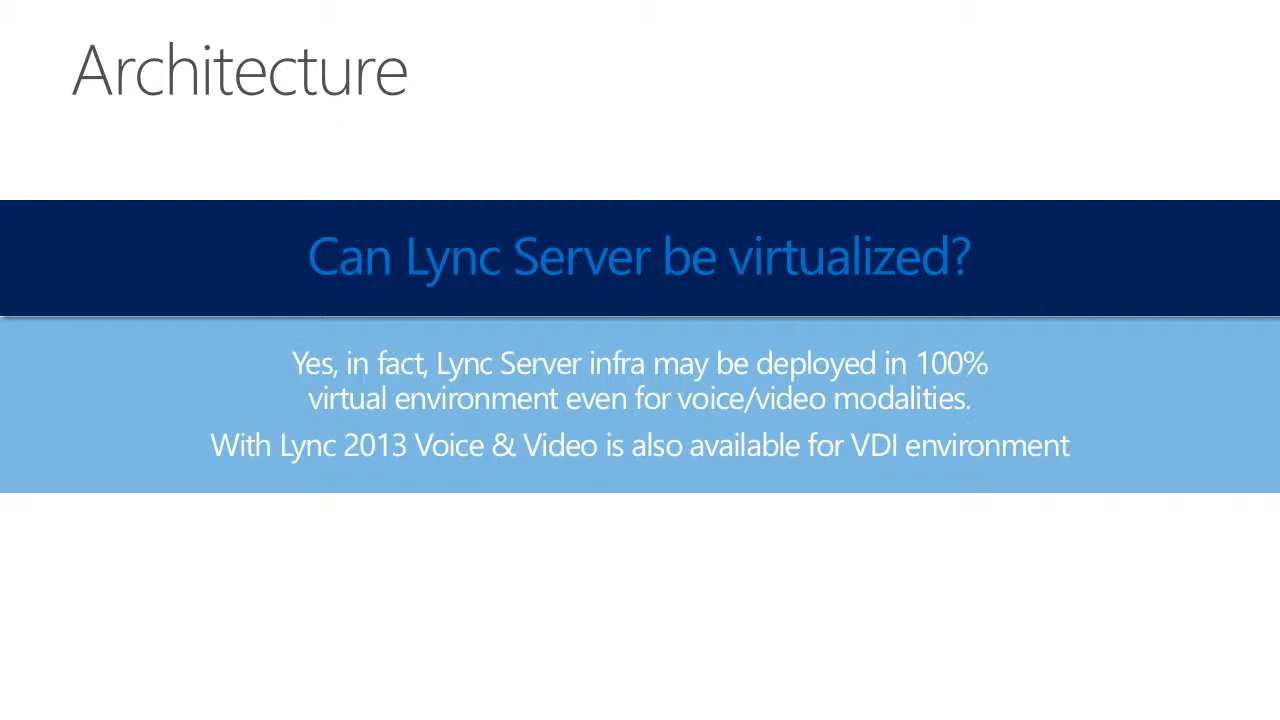 Architecture
Can Lync Server be virtualized?
Yes, in fact, Lync Server infra may be deployed in 100%
virtual environment even for voice/video modalities.
With Lync 2013 Voice & Video is also available for VDI environment